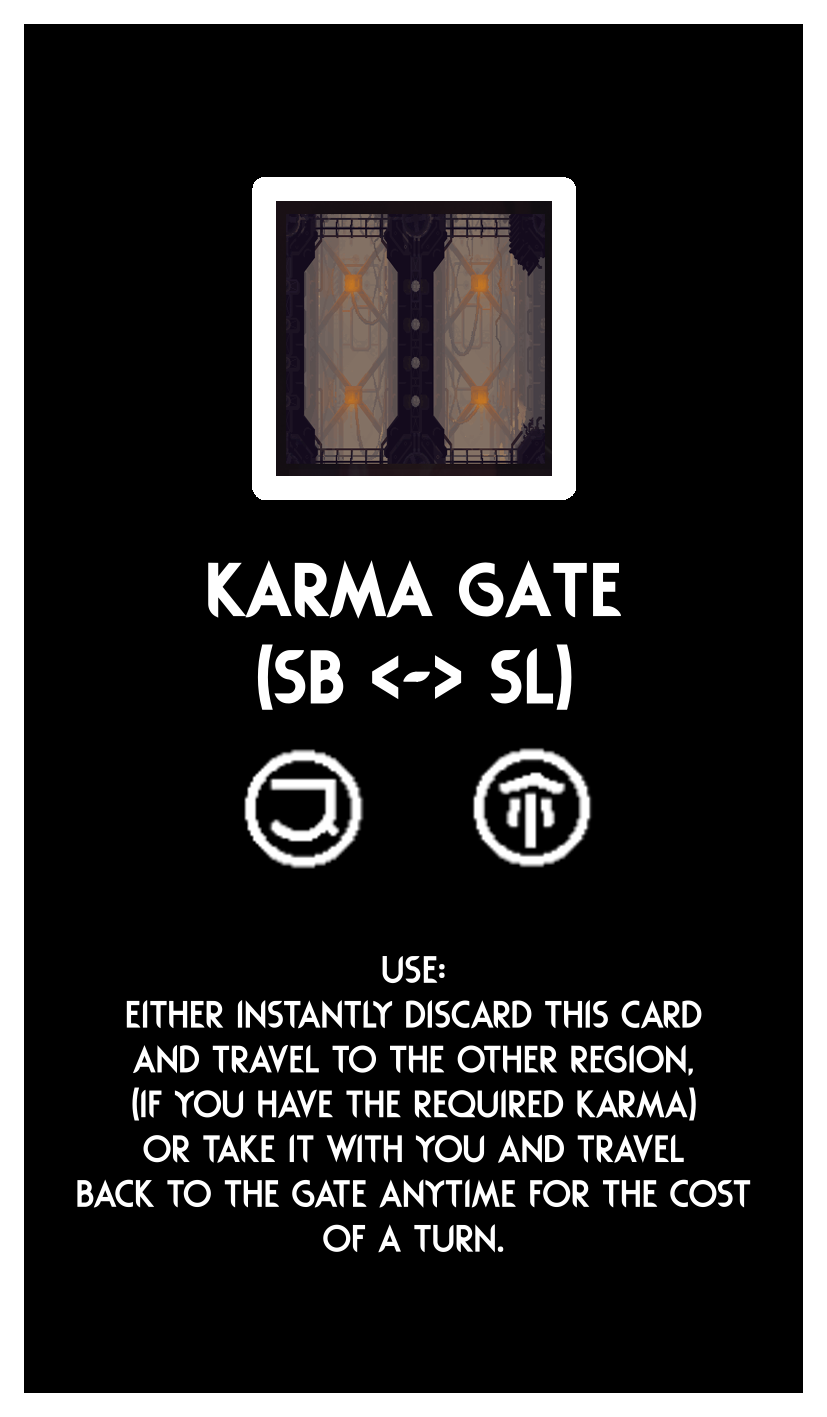 KARMA GATE
(SB <-> SL)
USE:
EITHER INSTANTLY DISCARD THIS CARD
AND TRAVEL TO THE OTHER REGION,
(IF YOU HAVE THE REQUIRED KARMA)
OR TAKE IT WITH YOU AND TRAVEL
BACK TO THE GATE ANYTIME FOR THE COST
OF A TURN.